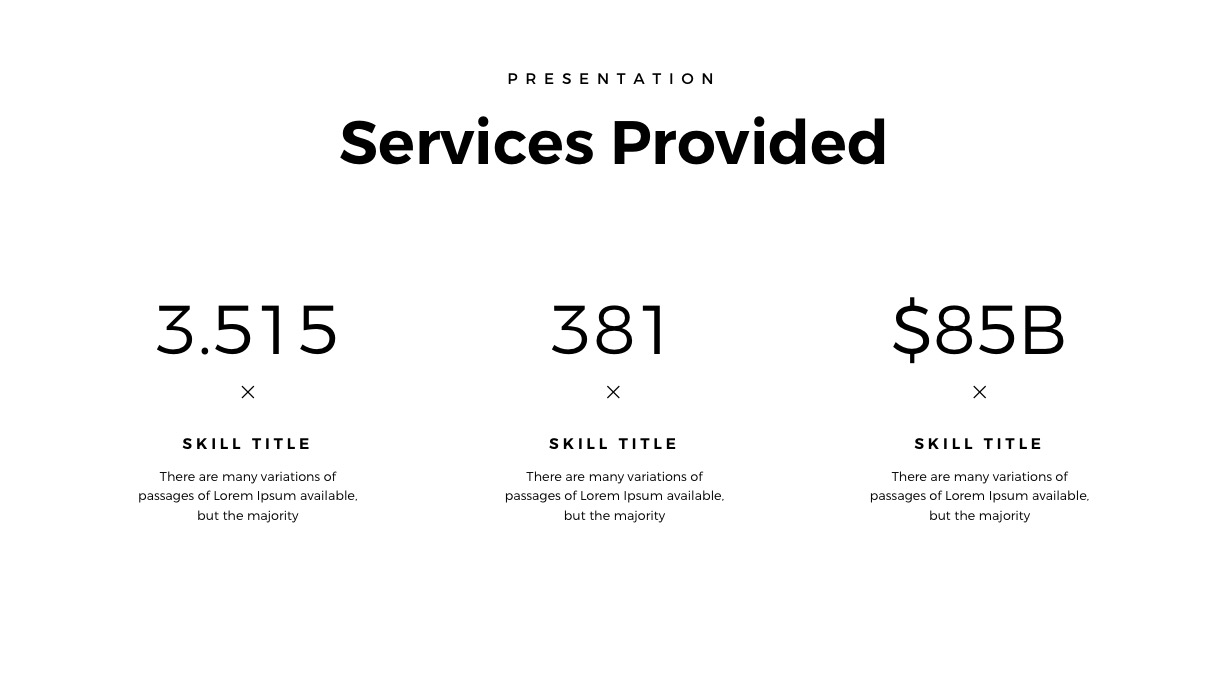 PRESENTATION
Services Provided
3.515
×
SKILL TITLE
There are many variations of
passages of Lorem Ipsum available,
but the majority
381
×
SKILL TITLE
There are many variations of
passages of Lorem Ipsum available,
but the majority
$85B
×
SKILL TITLE
There are many variations of
passages of Lorem Ipsum available,
but the majority